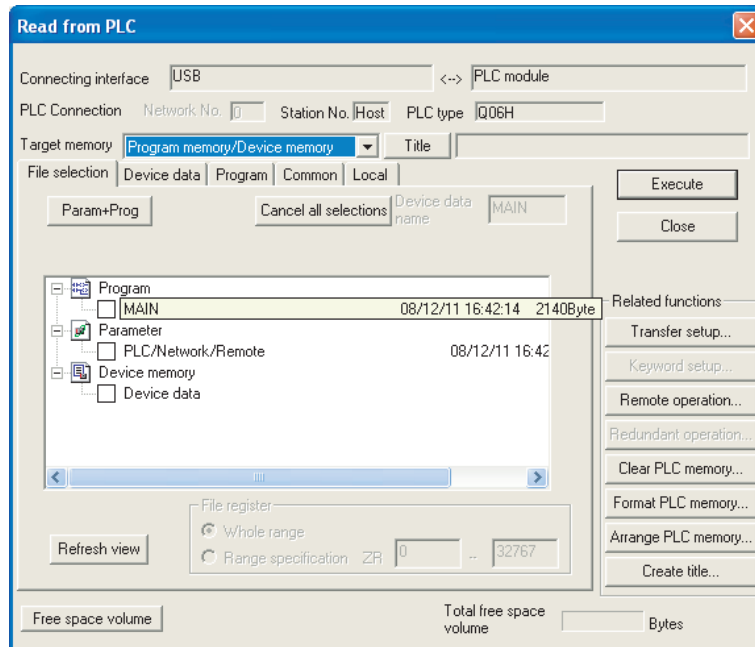 Read from PLC
Connecting interface USB <--> PLC module
PLC Connection Network No. 0 Station No. Host PLC type Q06H
Target memory Program memory/Device memory Title
File selection Device data Program Common Local
Param+Prog Cancel all selections Device data name MAIN
Execute
Close
Program
MAIN 08/12/11 16:42:14 2140Byte
Parameter
PLC/Network/Remote 08/12/11 16:42
Device memory
Device data
Related functions
Transfer setup...
Keyword setup...
Remote operation...
Redundant operation...
Clear PLC memory...
Format PLC memory...
Arrange PLC memory...
Create title...
File register
Whole range
Range specification ZR 0 -- 32767
Refresh view
Free space volume
Total free space volume Bytes